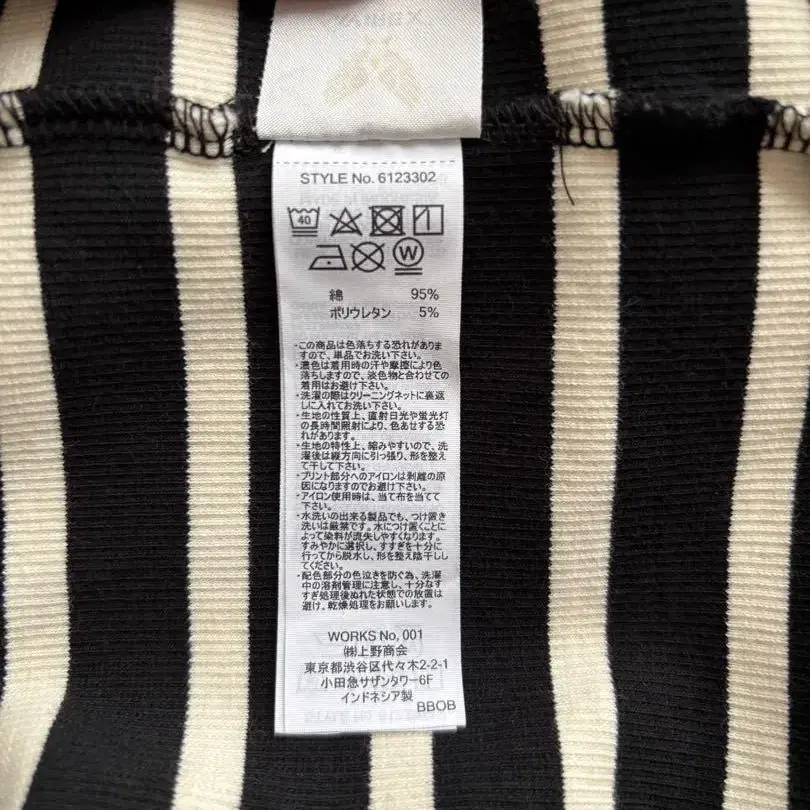 STYLE No. 6123302
40
W
綿 95%
ポリウレタン 5%
・この商品は色落ちする恐れがありま
すので、単品でお洗い下さい。
・濃色は着用時の汗や摩擦により色
落ちしますので、淡色物と合わせての
着用はお避け下さい。
・洗濯の際はクリーニングネットに裏返
しに入れてお洗い下さい。
・生地の性質上、直射日光や蛍光灯
の長時間照射により、色あせする恐
れがあります。
・生地の特性上、縮みやすいので、洗
濯後は縦方向に引っ張り、形を整え
て干して下さい。
・プリント部分へのアイロンは剥離の原
因になりますのでお避け下さい。
・アイロン使用時は、当て布を当てて
下さい。
・水洗いの出来る製品でも、つけ置き
洗いは厳禁です。水につけ置くことに
よって染料が流失しやすくなります。
すみやかに選択し、すすぎを十分に
行ってから脱水し、形を整え陰干し
してください。
・配色部分の色泣きを防ぐ為、洗濯
中の溶剤管理に注意し、十分なす
すぎ処理後ぬれた状態での放置は
避け、乾燥処理をお願いします。
WORKS No, 001
㈱上野商会
東京都渋谷区代々木2-2-1
小田急サザンタワー6F
インドネシア製
BBOB